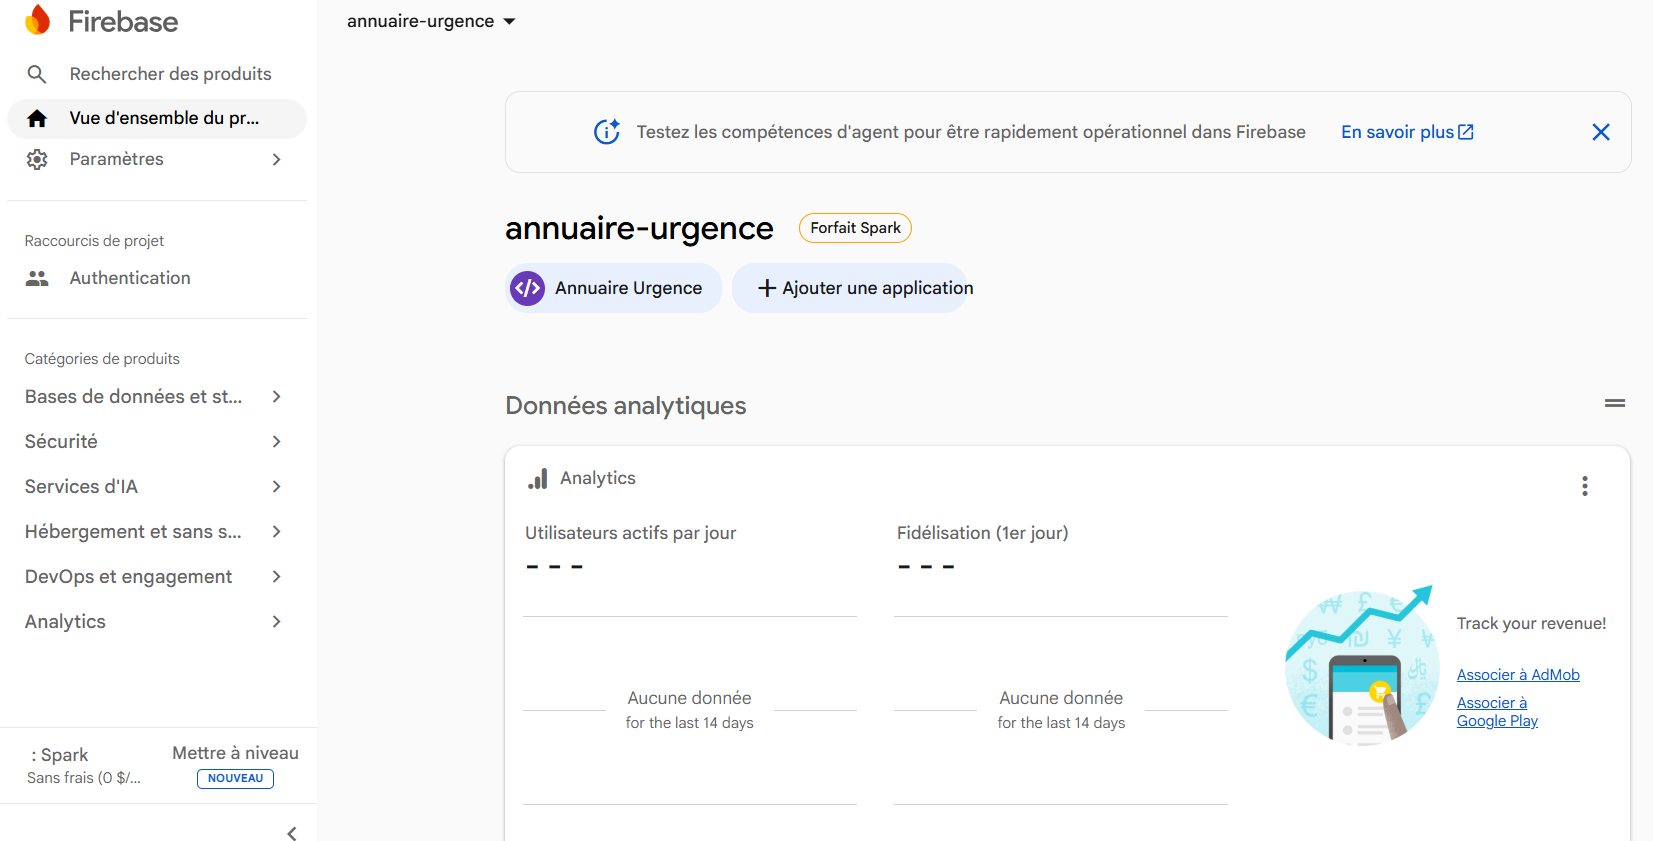 Firebase
annuaire-urgence
Rechercher des produits
Vue d'ensemble du pr...
Paramètres
Raccourcis de projet
Authentication
Catégories de produits
Bases de données et st...
Sécurité
Services d'IA
Hébergement et sans s...
DevOps et engagement
Analytics
: Spark
Sans frais (0 $/...
Mettre à niveau
NOUVEAU
Testez les compétences d'agent pour être rapidement opérationnel dans Firebase
En savoir plus
annuaire-urgence
Forfait Spark
Annuaire Urgence
Ajouter une application
Données analytiques
Analytics
Utilisateurs actifs par jour
- - -
Aucune donnée
for the last 14 days
Fidélisation (1er jour)
- - -
Aucune donnée
for the last 14 days
Track your revenue!
Associer à AdMob
Associer à
Google Play